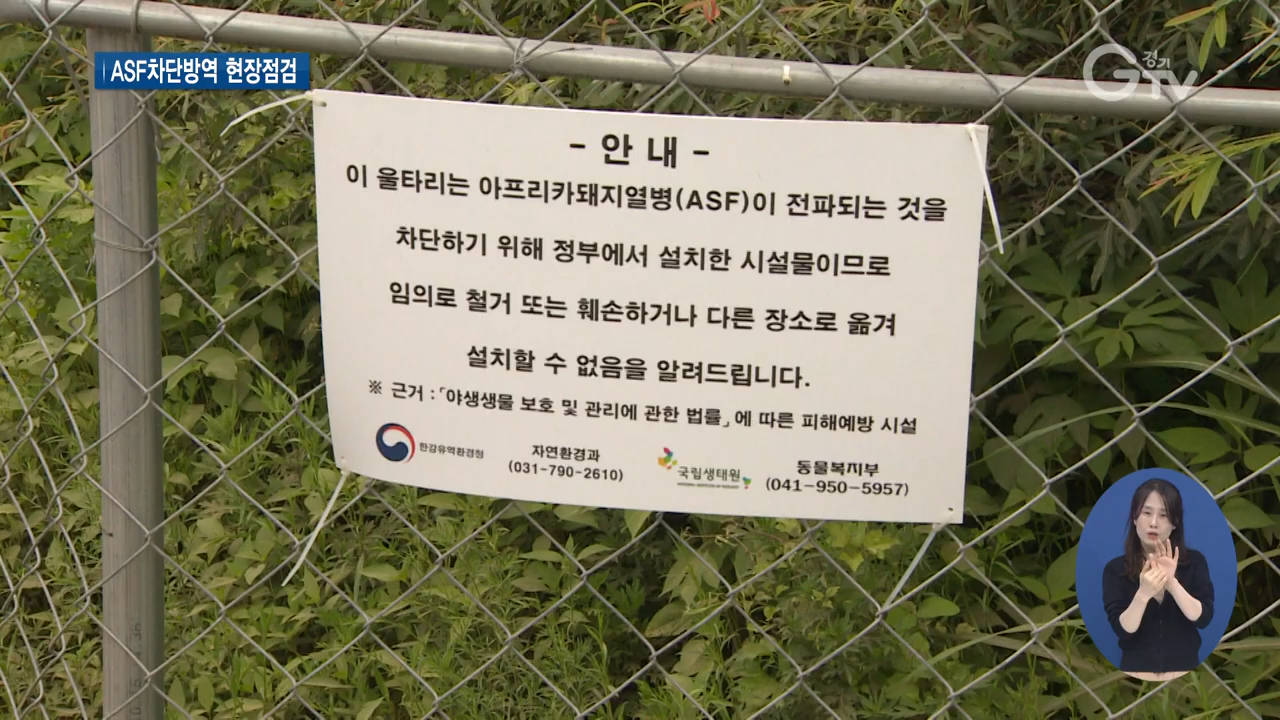 ASF차단방역 현장점검
경기
GTV
- 안 내 -
이 울타리는 아프리카돼지열병(ASF)이 전파되는 것을
차단하기 위해 정부에서 설치한 시설물이므로
임의로 철거 또는 훼손하거나 다른 장소로 옮겨
설치할 수 없음을 알려드립니다.
※ 근거 :「야생생물 보호 및 관리에 관한 법률」에 따른 피해예방 시설
한강유역환경청
자연환경과
(031-790-2610)
국립생태원
동물복지부
(041-950-5957)